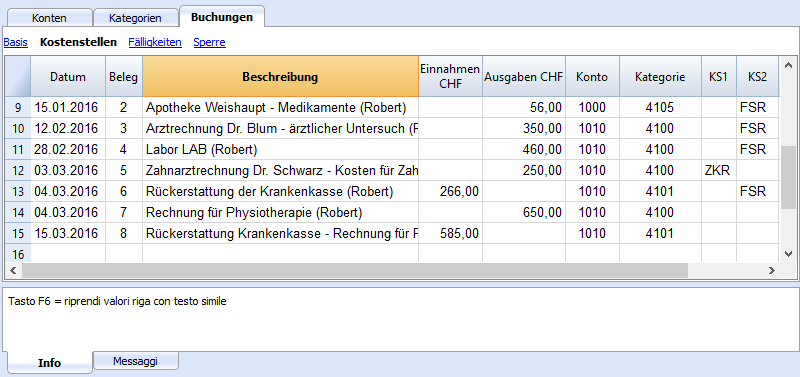 Konten Kategorien Buchungen
Basis Kostenstellen Fälligkeiten Sperre
Datum Beleg Beschreibung Einnahmen CHF Ausgaben CHF Konto Kategorie KS1 KS2
9 15.01.2016 2 Apotheke Weishaupt - Medikamente (Robert) 56,00 1000 4105 FSR
10 12.02.2016 3 Arztrechnung Dr. Blum - ärztlicher Untersuch (F 350,00 1010 4100 FSR
11 28.02.2016 4 Labor LAB (Robert) 460,00 1010 4100 FSR
12 03.03.2016 5 Zahnarztrechnung Dr. Schwarz - Kosten für Zah 250,00 1010 4100 ZKR
13 04.03.2016 6 Rückerstattung der Krankenkasse (Robert) 266,00 1010 4101 FSR
14 04.03.2016 7 Rechnung für Physiotherapie (Robert) 650,00 1010 4100
15 15.03.2016 8 Rückerstattung Krankenkasse - Rechnung für P 585,00 1010 4101
16
Tasto F6 = riprendi valori riga con testo simile
Info Messaggi